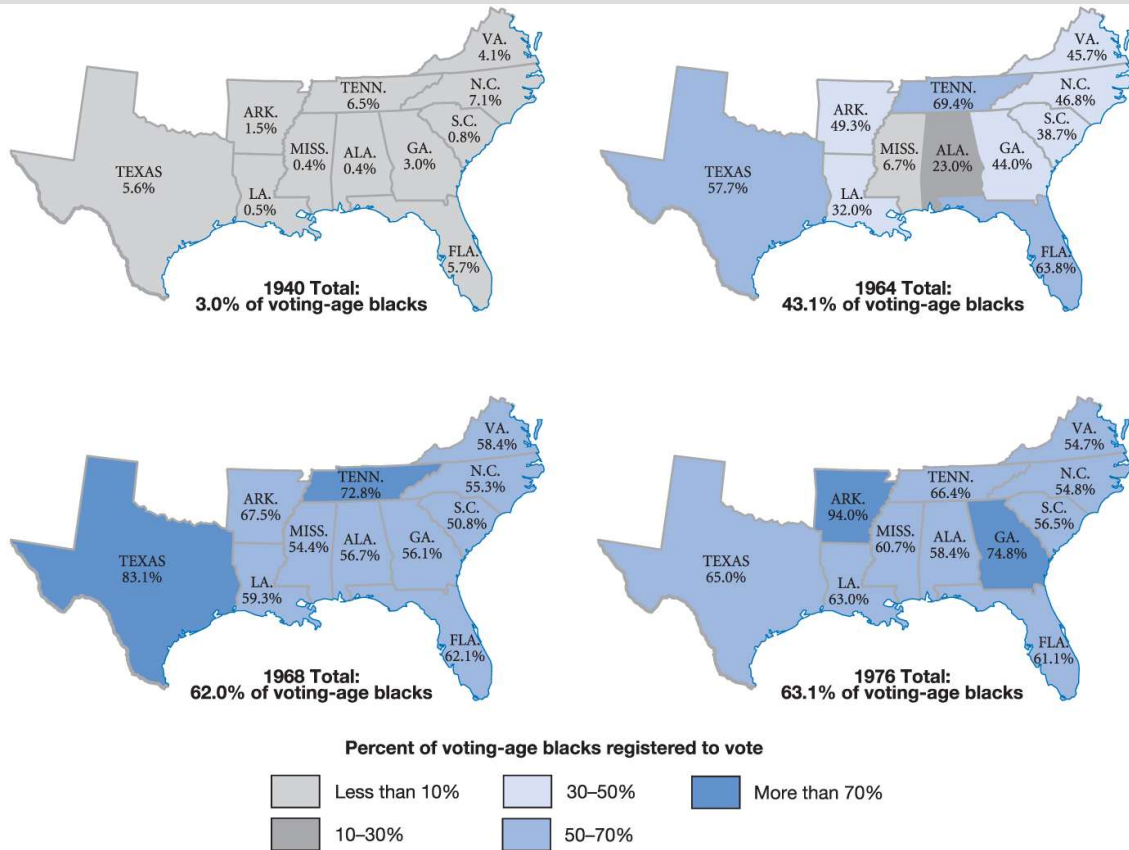 VA.
4.1%
TENN.
6.5%
N.C.
7.1%
ARK.
1.5%
S.C.
0.8%
MISS.
0.4%
ALA.
0.4%
GA.
3.0%
TEXAS
5.6%
LA.
0.5%
FLA.
5.7%
1940 Total:
3.0% of voting-age blacks
VA.
45.7%
TENN.
69.4%
N.C.
46.8%
ARK.
49.3%
S.C.
38.7%
MISS.
6.7%
ALA.
23.0%
GA.
44.0%
TEXAS
57.7%
LA.
32.0%
FLA.
63.8%
1964 Total:
43.1% of voting-age blacks
VA.
58.4%
TENN.
72.8%
N.C.
55.3%
ARK.
67.5%
S.C.
50.8%
MISS.
54.4%
ALA.
56.7%
GA.
56.1%
TEXAS
83.1%
LA.
59.3%
FLA.
62.1%
1968 Total:
62.0% of voting-age blacks
VA.
54.7%
TENN.
66.4%
N.C.
54.8%
ARK.
94.0%
S.C.
56.5%
MISS.
60.7%
ALA.
58.4%
GA.
74.8%
TEXAS
65.0%
LA.
63.0%
FLA.
61.1%
1976 Total:
63.1% of voting-age blacks
Percent of voting-age blacks registered to vote
Less than 10%
30–50%
More than 70%
10–30%
50–70%